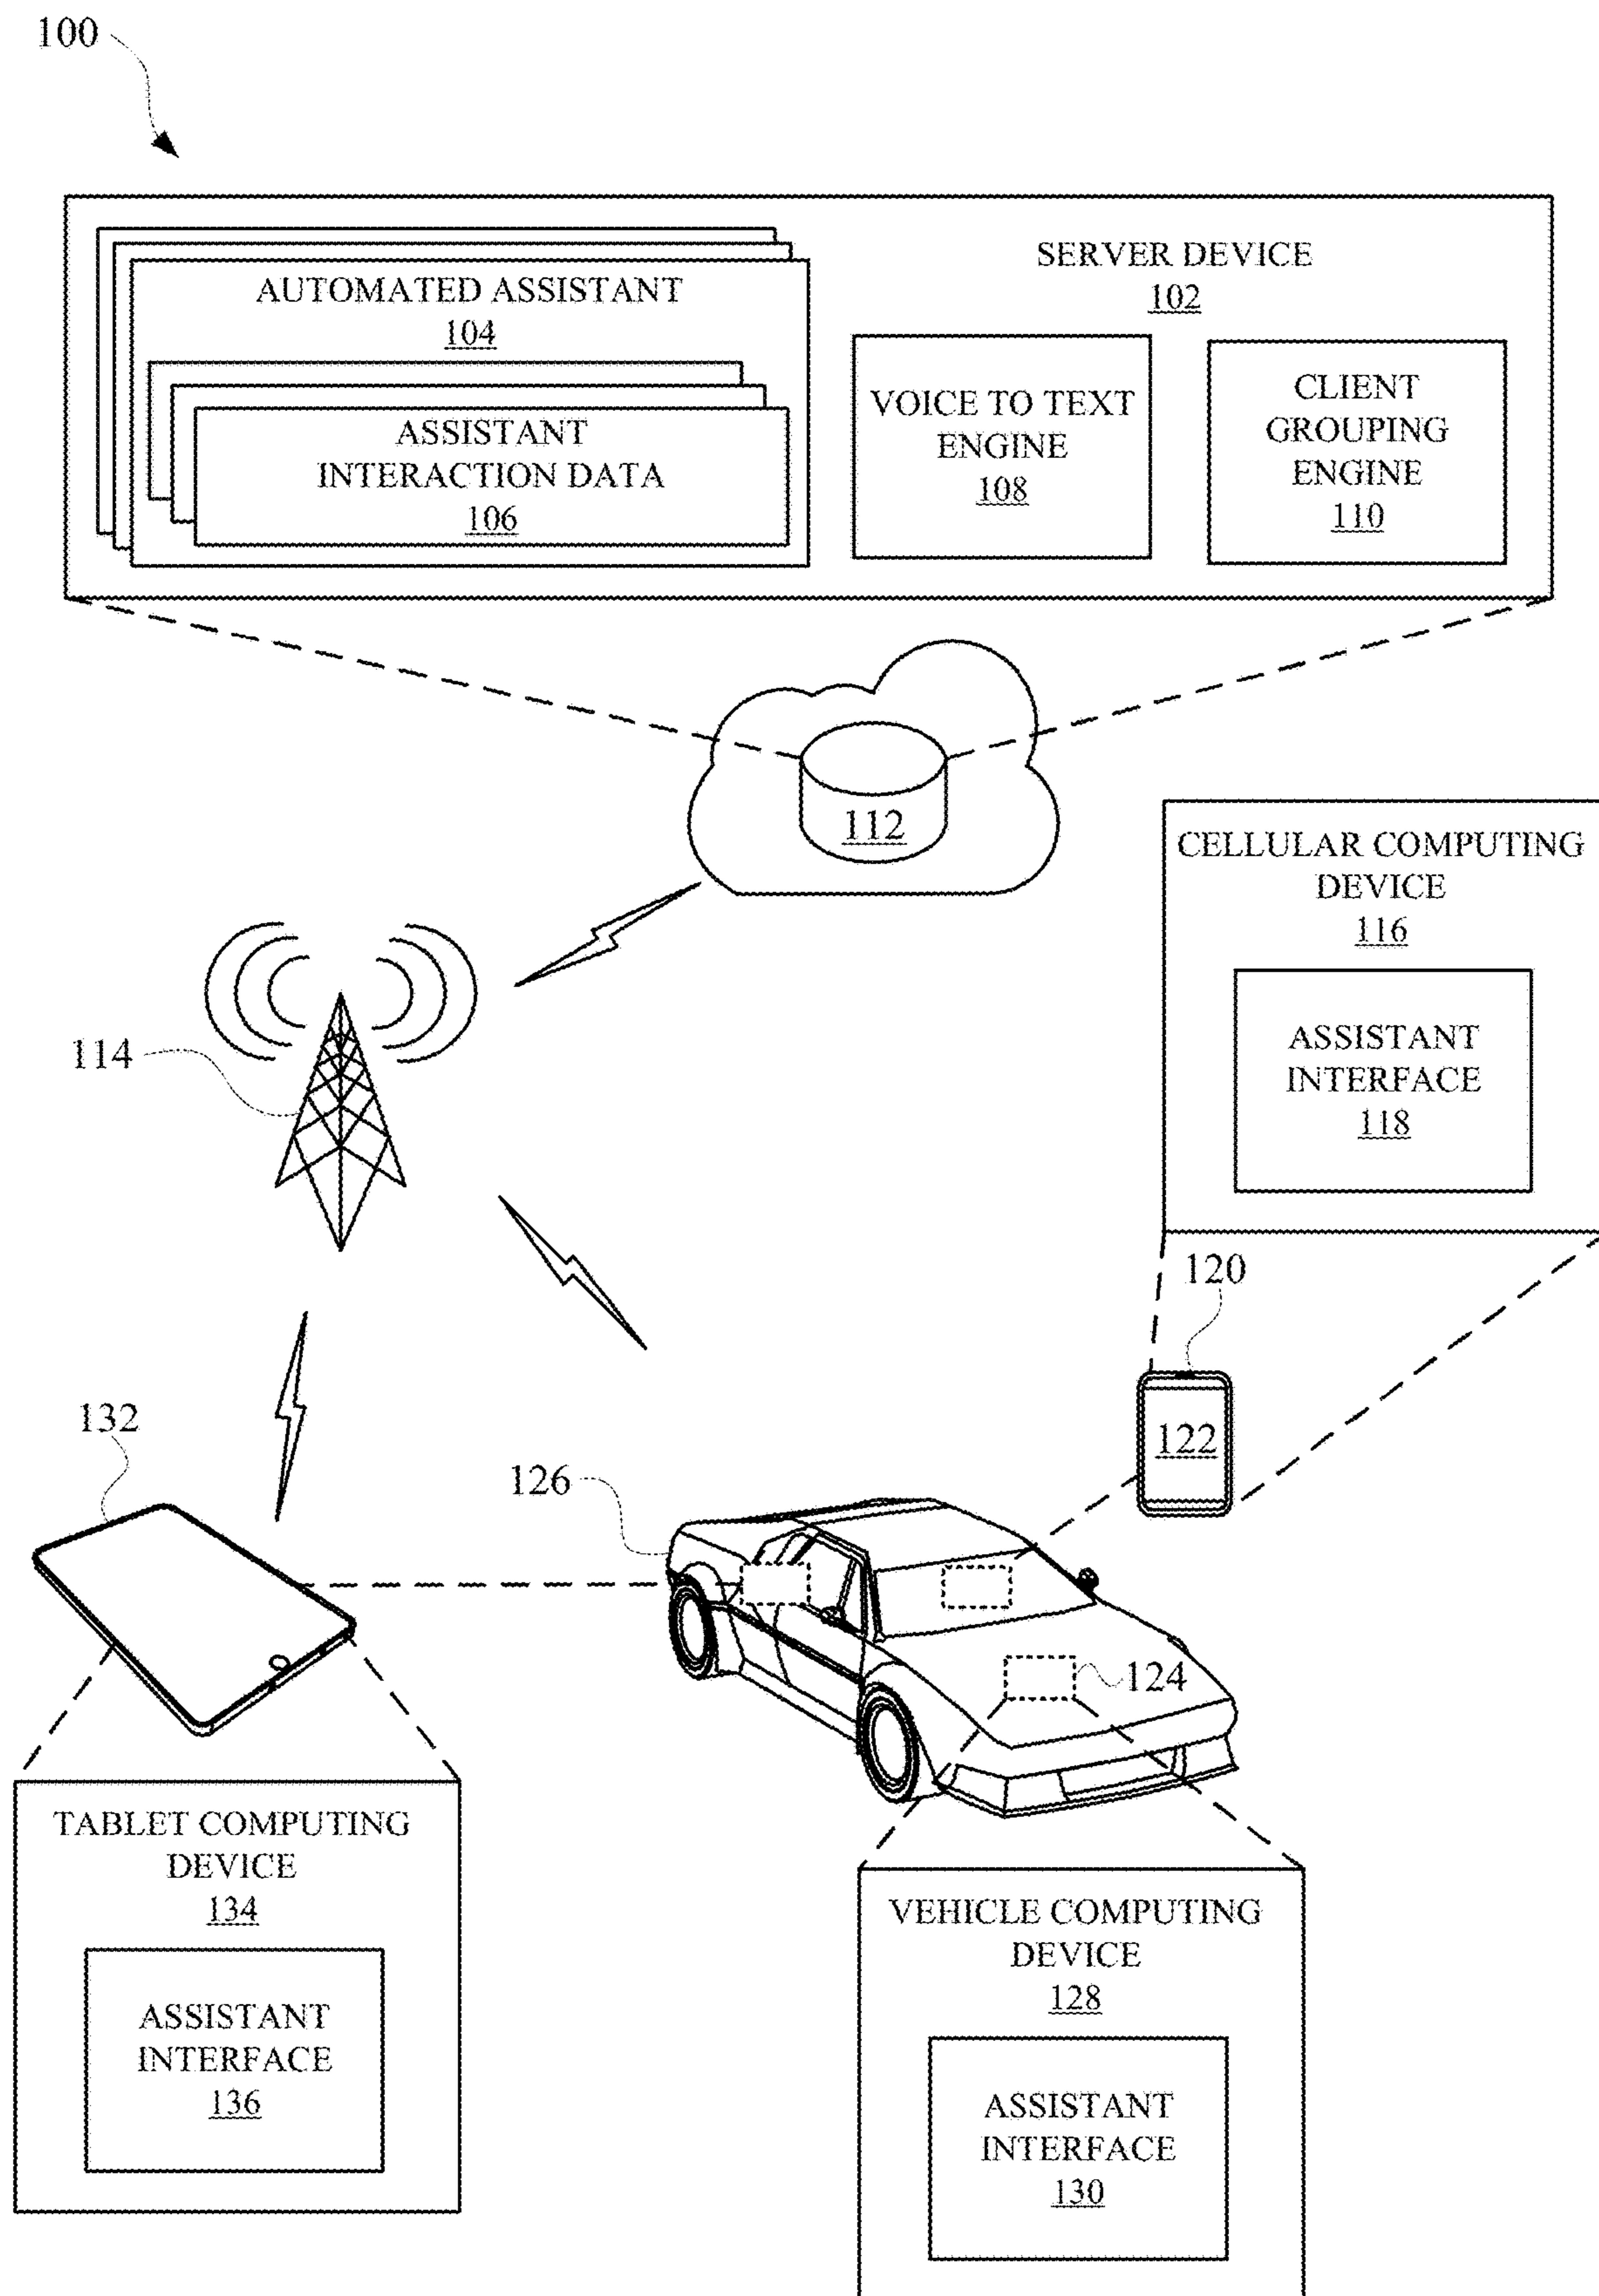 100
SERVER DEVICE
102
AUTOMATED ASSISTANT
104
ASSISTANT
INTERACTION DATA
106
VOICE TO TEXT
ENGINE
108
CLIENT
GROUPING
ENGINE
110
112
CELLULAR COMPUTING
DEVICE
116
ASSISTANT
INTERFACE
118
114
120
122
132
126
124
TABLET COMPUTING
DEVICE
134
ASSISTANT
INTERFACE
136
VEHICLE COMPUTING
DEVICE
128
ASSISTANT
INTERFACE
130